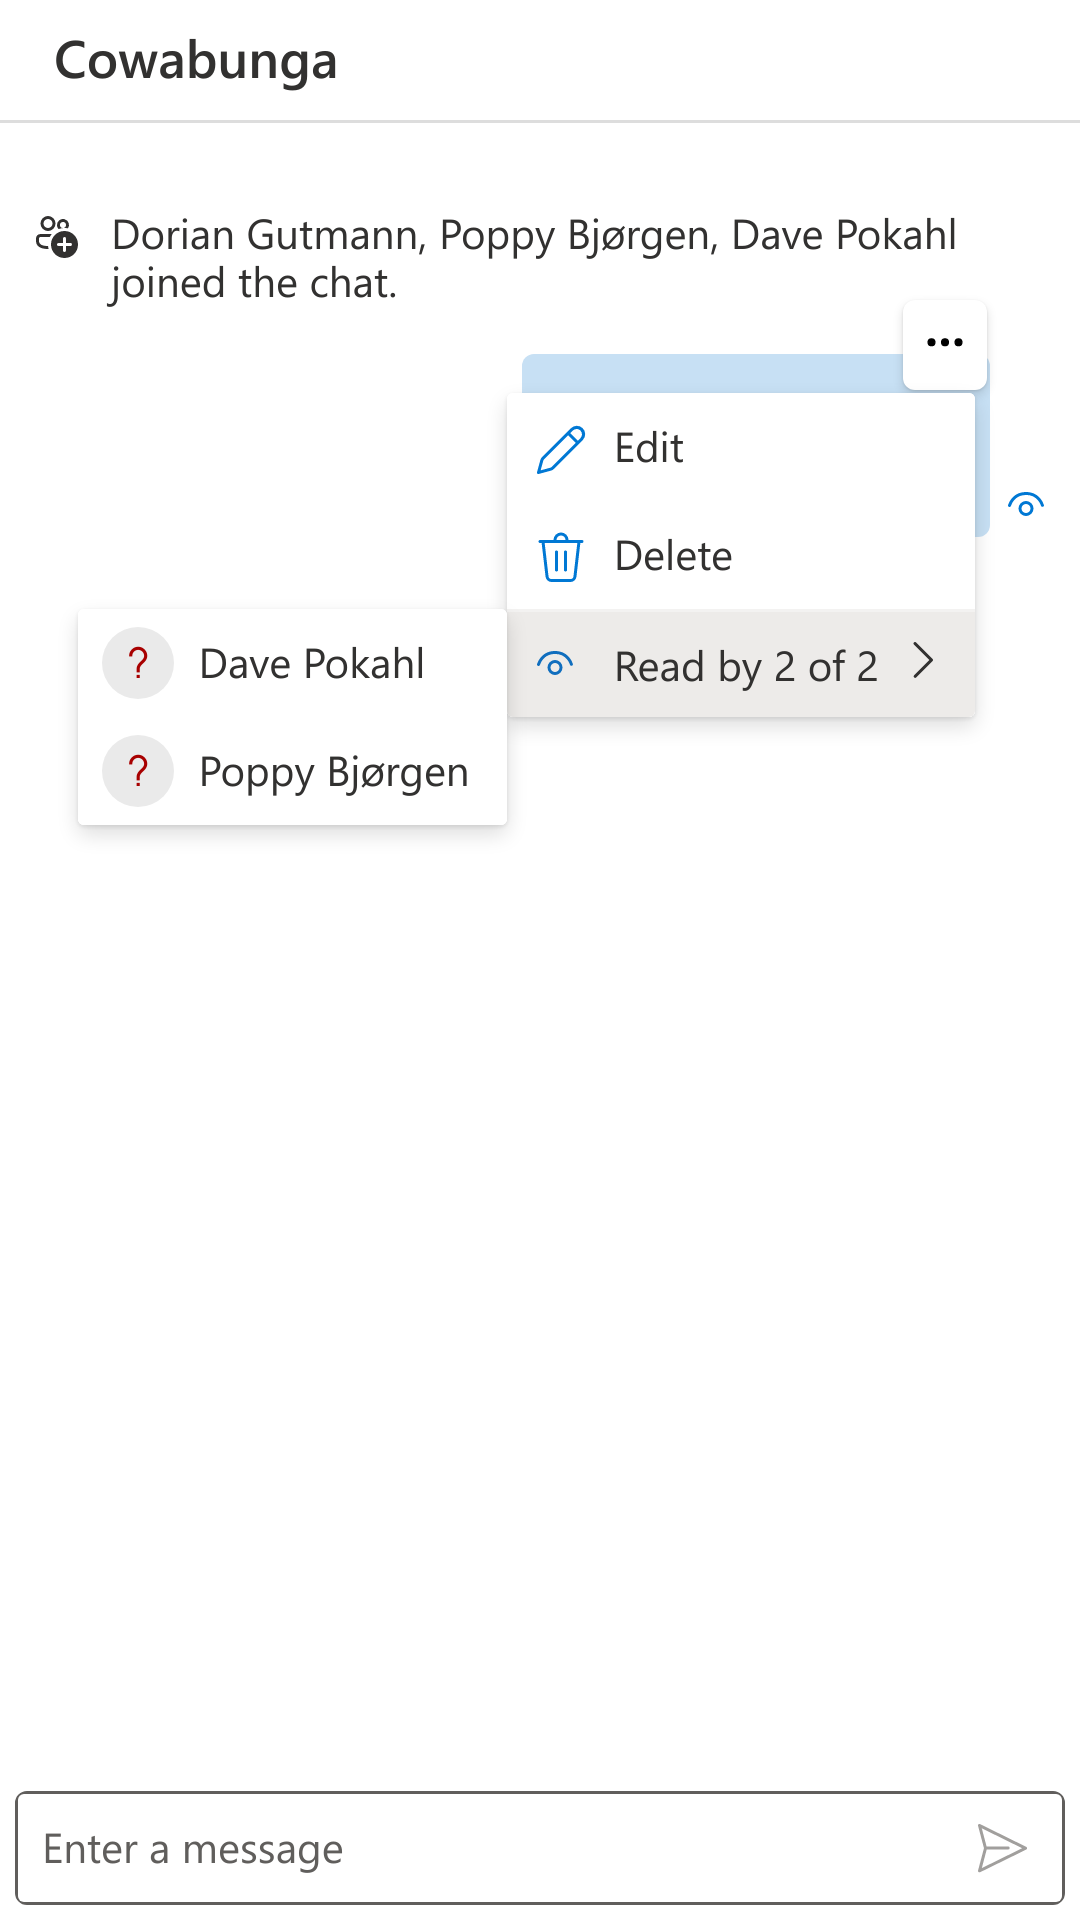 Cowabunga
Dorian Gutmann, Poppy Bjørgen, Dave Pokahl
joined the chat.
Edit
Delete
Read by 2 of 2
? Dave Pokahl
? Poppy Bjørgen
Enter a message